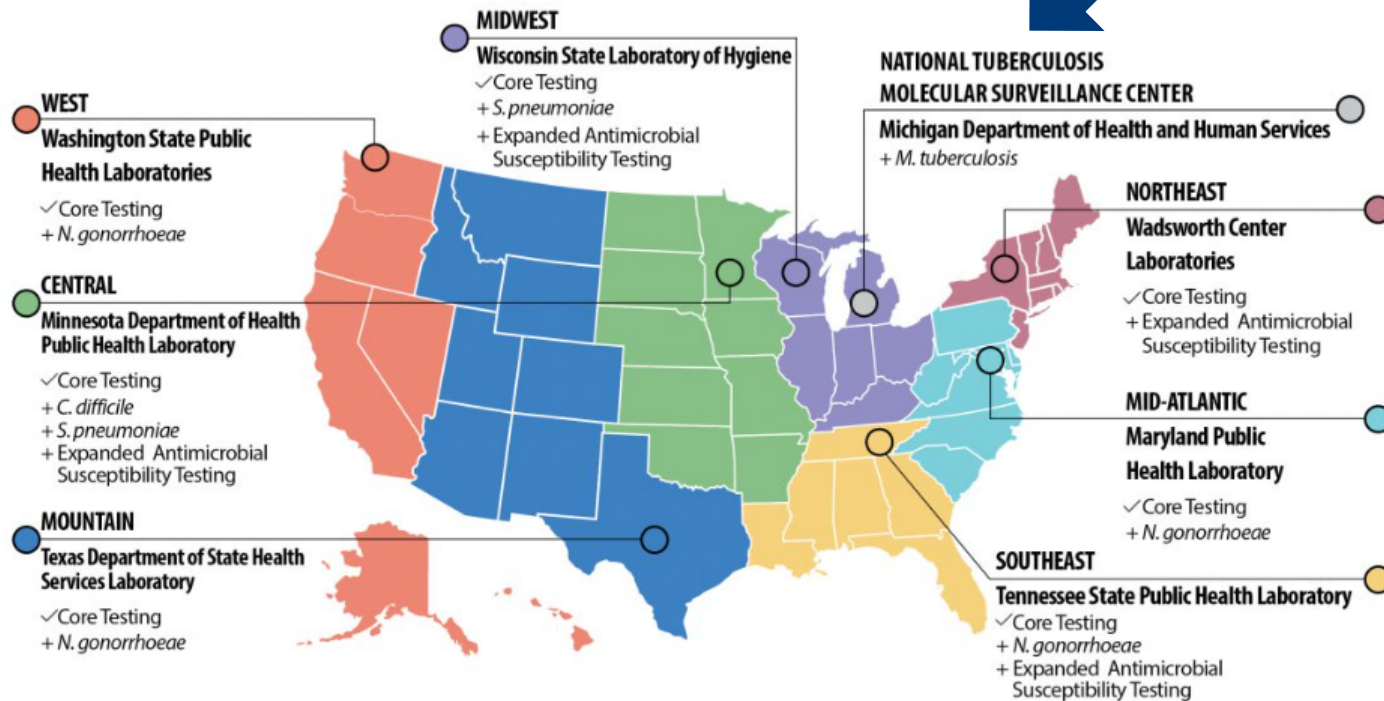 MIDWEST
Wisconsin State Laboratory of Hygiene
✓Core Testing
+ S. pneumoniae
+ Expanded Antimicrobial
Susceptibility Testing
NATIONAL TUBERCULOSIS
MOLECULAR SURVEILLANCE CENTER
Michigan Department of Health and Human Services
+ M. tuberculosis
WEST
Washington State Public
Health Laboratories
✓Core Testing
+ N. gonorrhoeae
NORTHEAST
Wadsworth Center
Laboratories
✓Core Testing
+ Expanded Antimicrobial
Susceptibility Testing
CENTRAL
Minnesota Department of Health
Public Health Laboratory
✓Core Testing
+ C. difficile
+ S. pneumoniae
+ Expanded Antimicrobial
Susceptibility Testing
MID-ATLANTIC
Maryland Public
Health Laboratory
✓Core Testing
+ N. gonorrhoeae
MOUNTAIN
Texas Department of State Health
Services Laboratory
✓Core Testing
+ N. gonorrhoeae
SOUTHEAST
Tennessee State Public Health Laboratory
✓Core Testing
+ N. gonorrhoeae
+ Expanded Antimicrobial
Susceptibility Testing